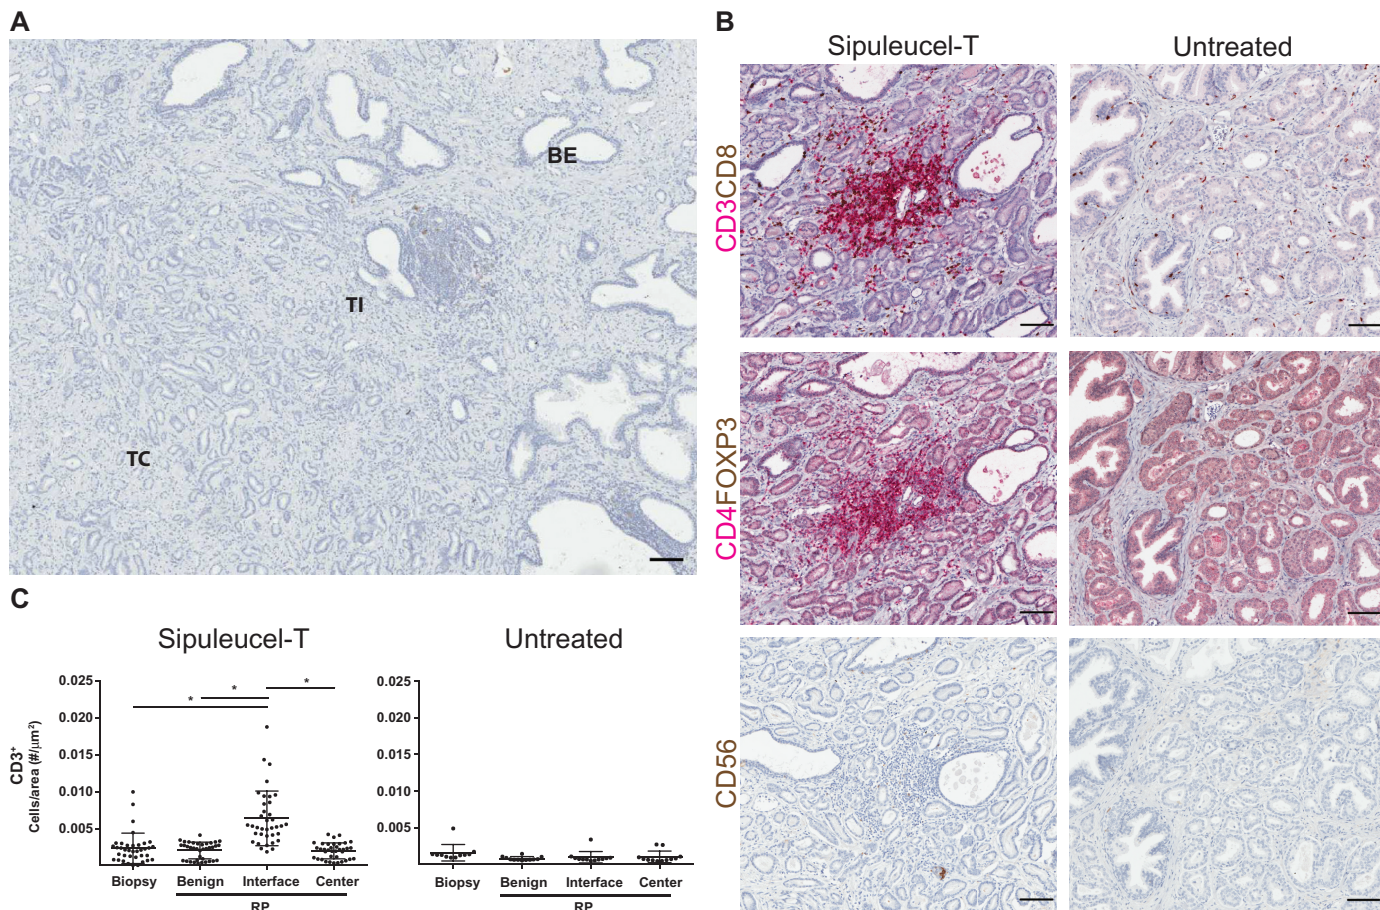 A
BE
TI
TC
B
Sipuleucel-T
Untreated
CD3CD8
CD4FOXP3
CD56
C
Sipuleucel-T
Untreated
CD3⁺
Cells/area (#/µm²)
0.025
0.020
0.015
0.010
0.005
* * *
Biopsy Benign Interface Center
RP
0.025
0.020
0.015
0.010
0.005
Biopsy Benign Interface Center
RP